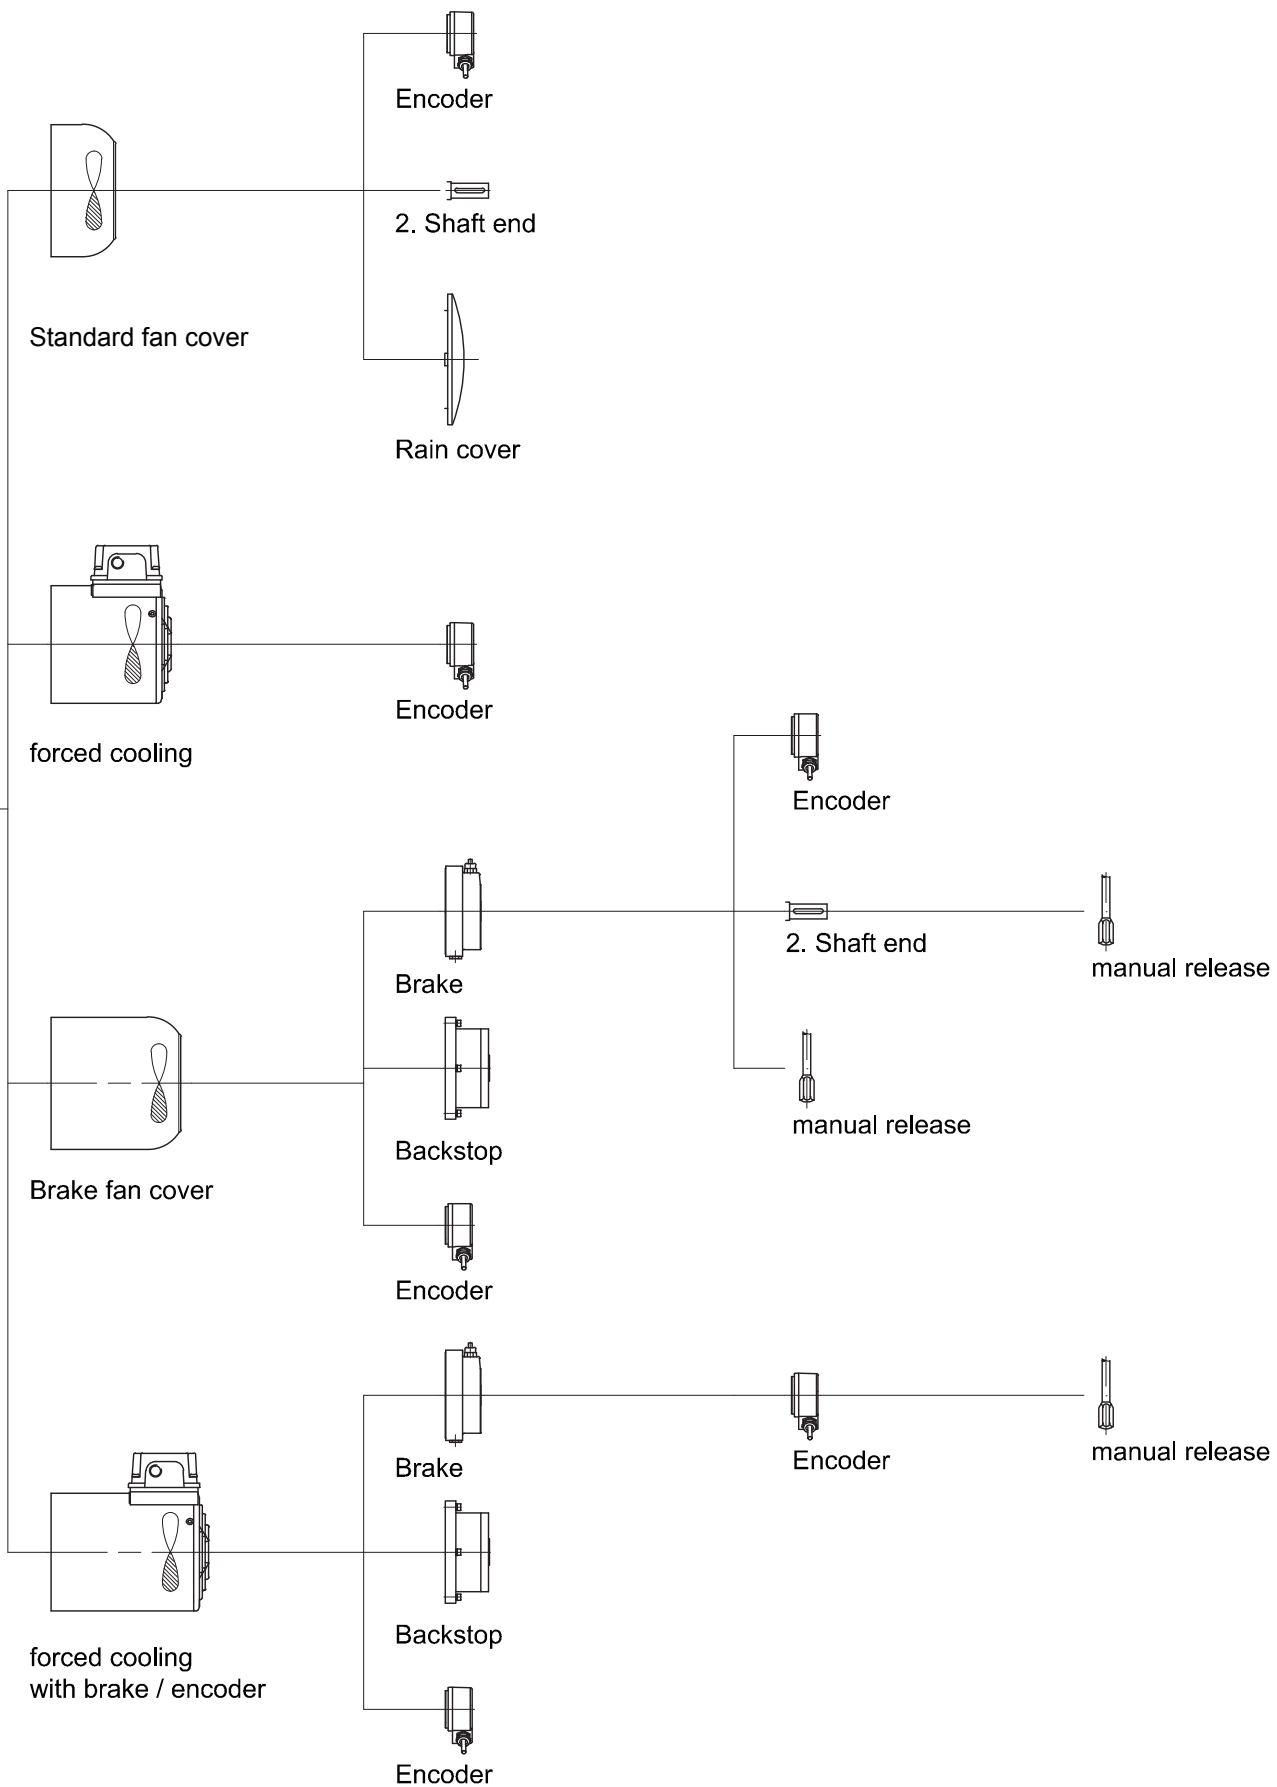 Encoder
2. Shaft end
Standard fan cover
Rain cover
Encoder
forced cooling
Encoder
2. Shaft end
manual release
Brake
manual release
Backstop
Brake fan cover
Encoder
manual release
Encoder
Brake
Backstop
forced cooling
with brake / encoder
Encoder